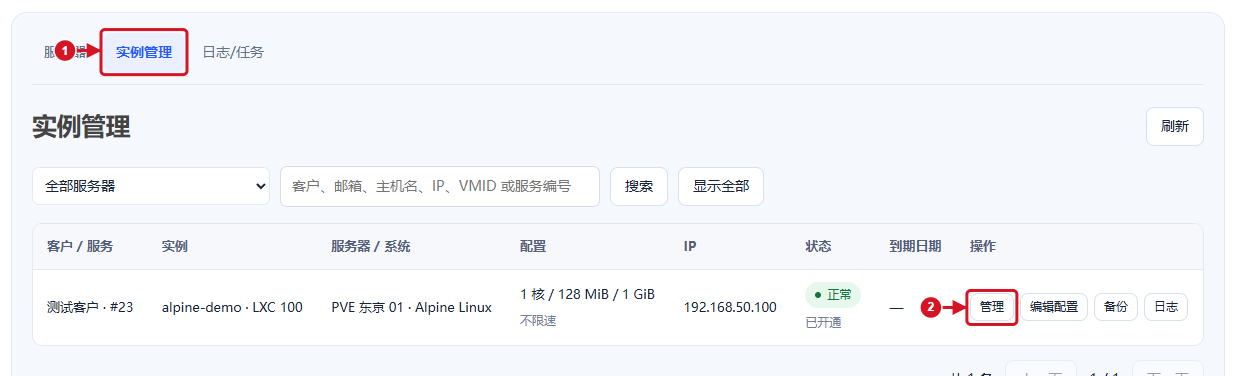 1 实例管理 日志/任务
实例管理
刷新
全部服务器 客户、邮箱、主机名、IP、VMID 或服务编号 搜索 显示全部
客户 / 服务 实例 服务器 / 系统 配置 IP 状态 到期日期 操作
测试客户 · #23 alpine-demo · LXC 100 PVE 东京 01 · Alpine Linux 1 核 / 128 MiB / 1 GiB 192.168.50.100 正常 — 2 管理 编辑配置 备份 日志
不限速 已开通